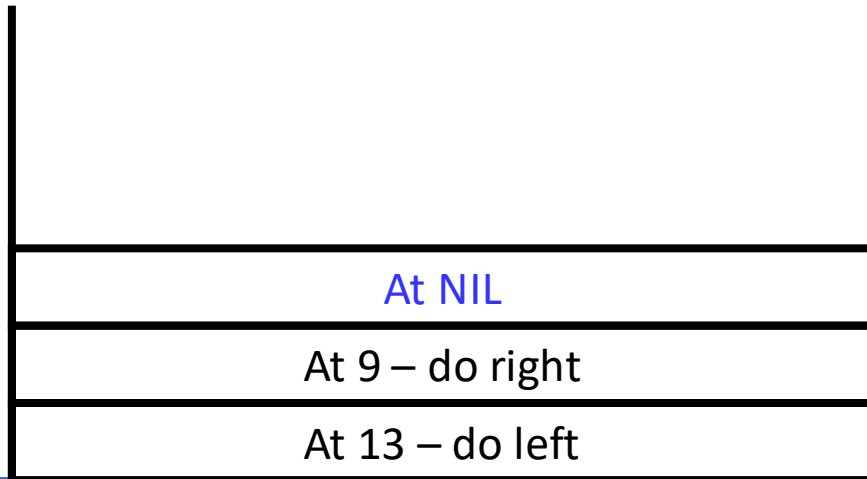 At NIL
At 9 – do right
At 13 – do left